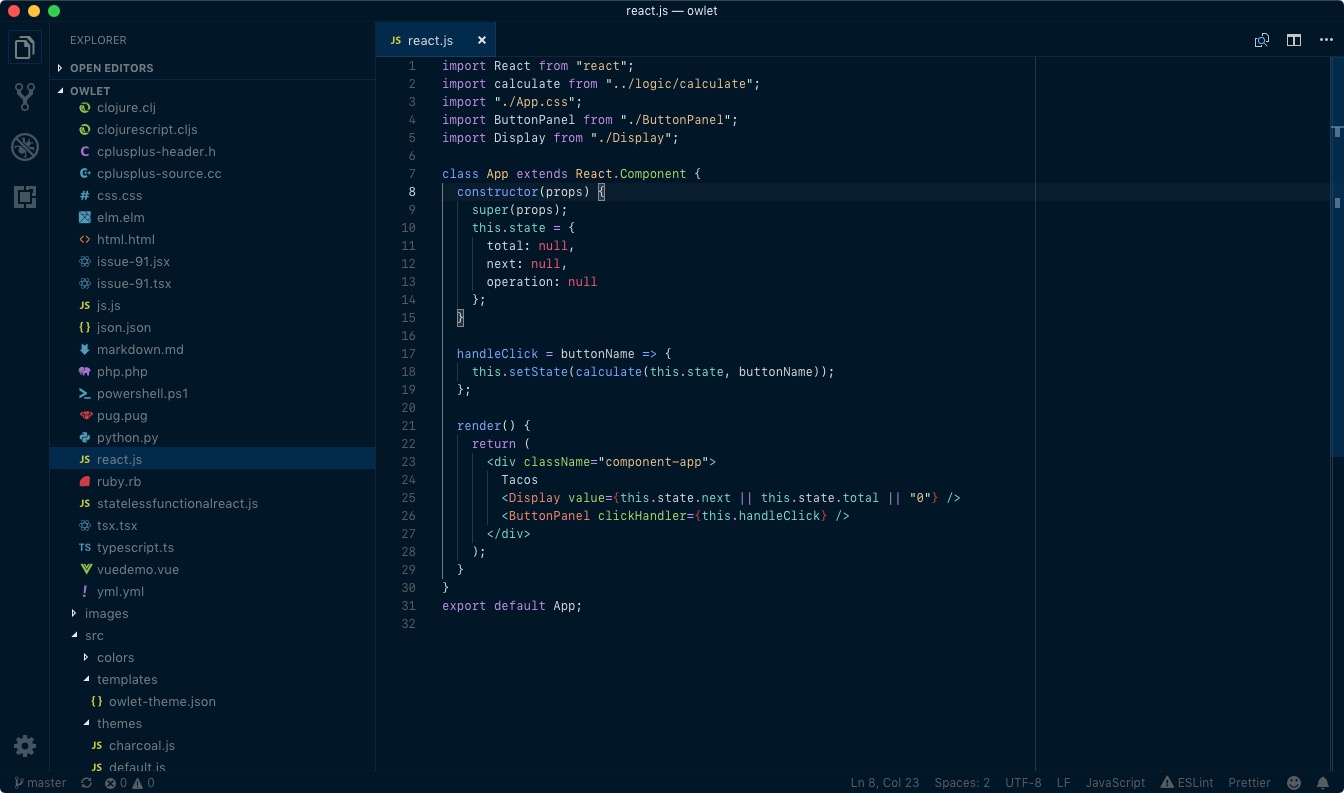 react.js — owlet
EXPLORER
OPEN EDITORS
OWLET
clojure.clj
clojurescript.cljs
C cplusplus-header.h
C+ cplusplus-source.cc
# css.css
elm.elm
<> html.html
issue-91.jsx
issue-91.tsx
JS js.js
{} json.json
markdown.md
php.php
powershell.ps1
pug.pug
python.py
JS react.js
ruby.rb
JS statelessfunctionalreact.js
tsx.tsx
TS typescript.ts
vuedemo.vue
! yml.yml
images
src
colors
templates
{} owlet-theme.json
themes
JS charcoal.js
JS default.js
JS react.js ×
1 import React from "react";
2 import calculate from "../logic/calculate";
3 import "./App.css";
4 import ButtonPanel from "./ButtonPanel";
5 import Display from "./Display";
6
7 class App extends React.Component {
8   constructor(props) {
9     super(props);
10     this.state = {
11       total: null,
12       next: null,
13       operation: null
14     };
15   }
16
17   handleClick = buttonName => {
18     this.setState(calculate(this.state, buttonName));
19   };
20
21   render() {
22     return (
23       <div className="component-app">
24         Tacos
25         <Display value={this.state.next || this.state.total || "0"} />
26         <ButtonPanel clickHandler={this.handleClick} />
27       </div>
28     );
29   }
30 }
31 export default App;
32
master 0 0 Ln 8, Col 23 Spaces: 2 UTF-8 LF JavaScript ESLint Prettier